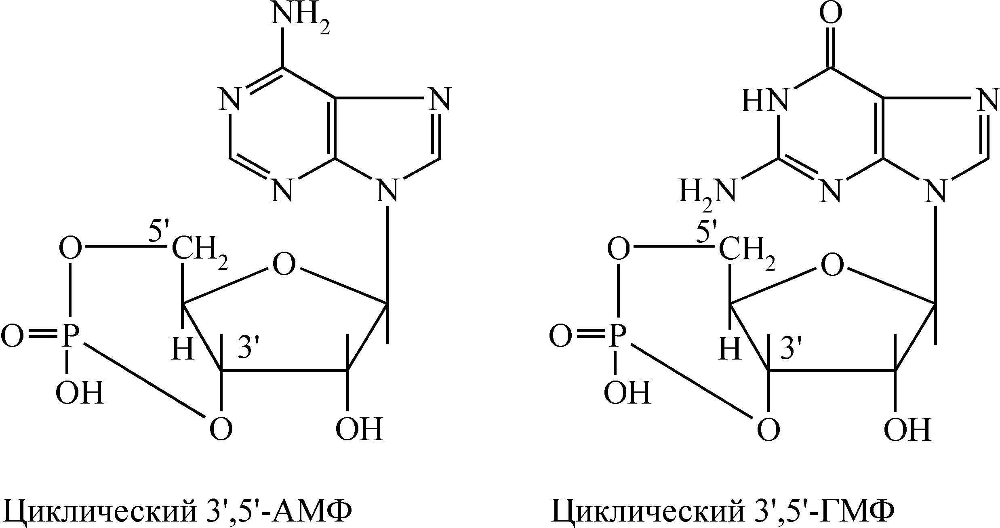 NH2 O
N N HN N
N N H2N N N
5' 5'
O CH2 O O CH2 O
O P H 3' O P H 3'
OH OH
O OH O OH
Циклический 3',5'-АМФ Циклический 3',5'-ГМФ